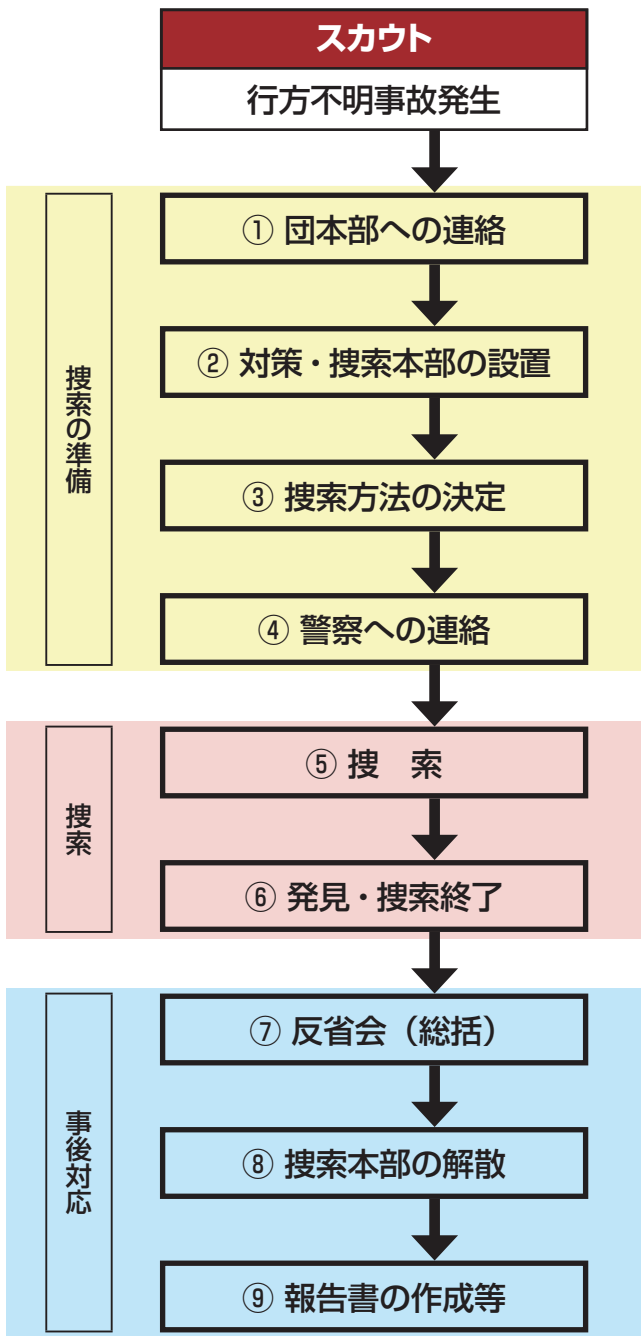 スカウト
行方不明事故発生
捜索の準備
① 団本部への連絡
② 対策・捜索本部の設置
③ 捜索方法の決定
④ 警察への連絡
捜索
⑤ 捜　索
⑥ 発見・捜索終了
事後対応
⑦ 反省会（総括）
⑧ 捜索本部の解散
⑨ 報告書の作成等